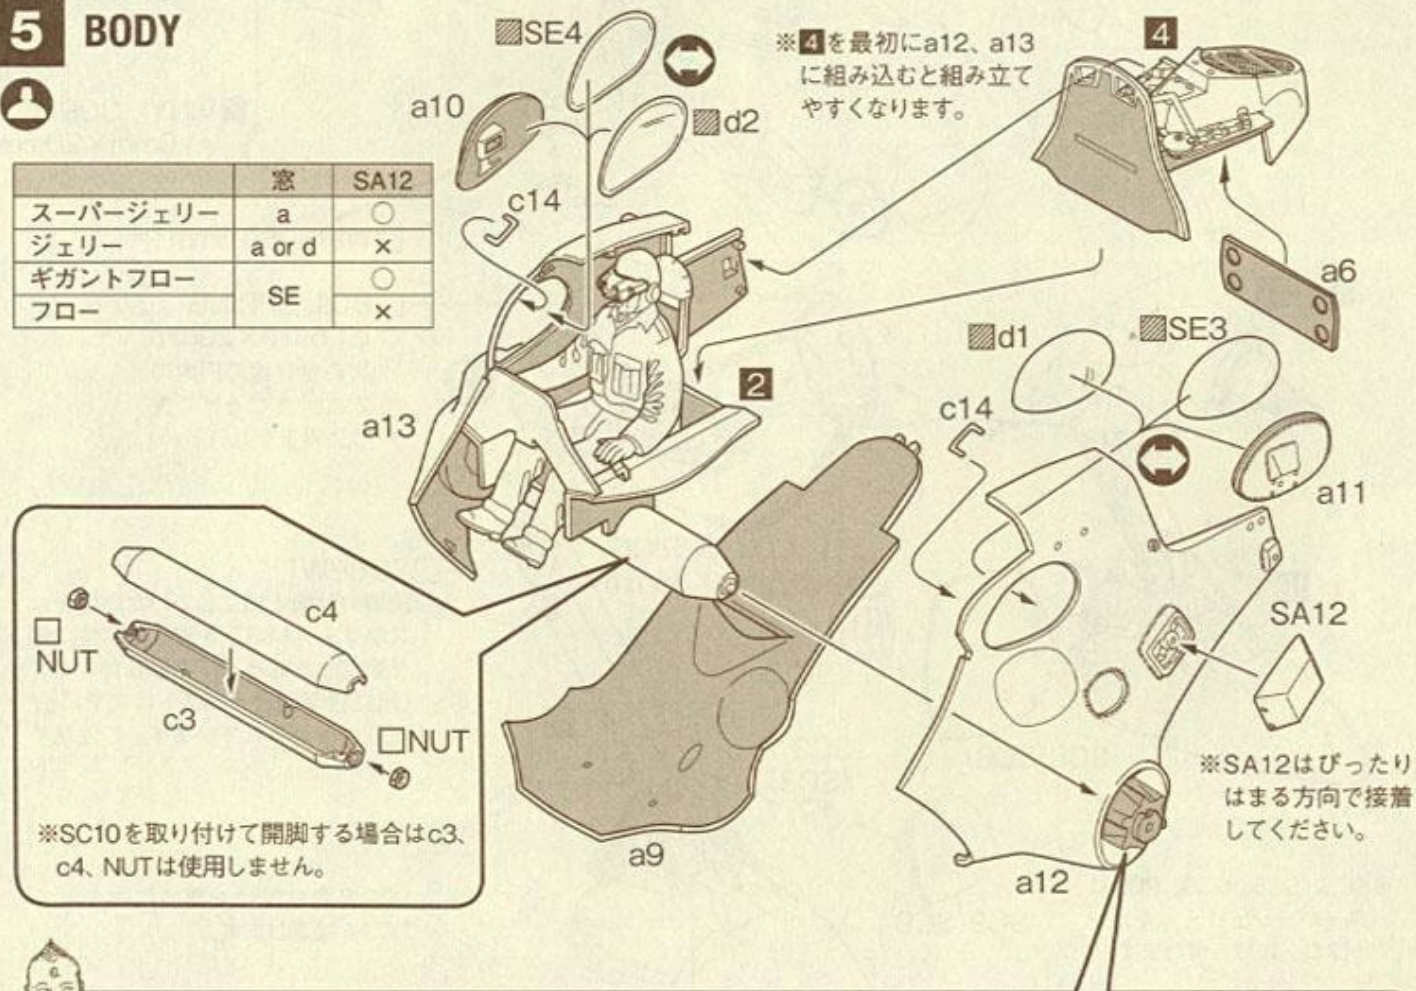 5 BODY
SE4
※4を最初にa12、a13
に組み込むと組み立て
やすくなります。
4
a10
d2
窓 SA12
スーパージェリー a ○
ジェリー a or d ×
ギガントフロー SE ○
フロー ×
c14
a6
d1
SE3
2
c14
a13
a11
c4
NUT
c3
NUT
SA12
※SA12はぴったり
はまる方向で接着
してください。
※SC10を取り付けて開脚する場合はc3、
c4、NUTは使用しません。
a9
a12